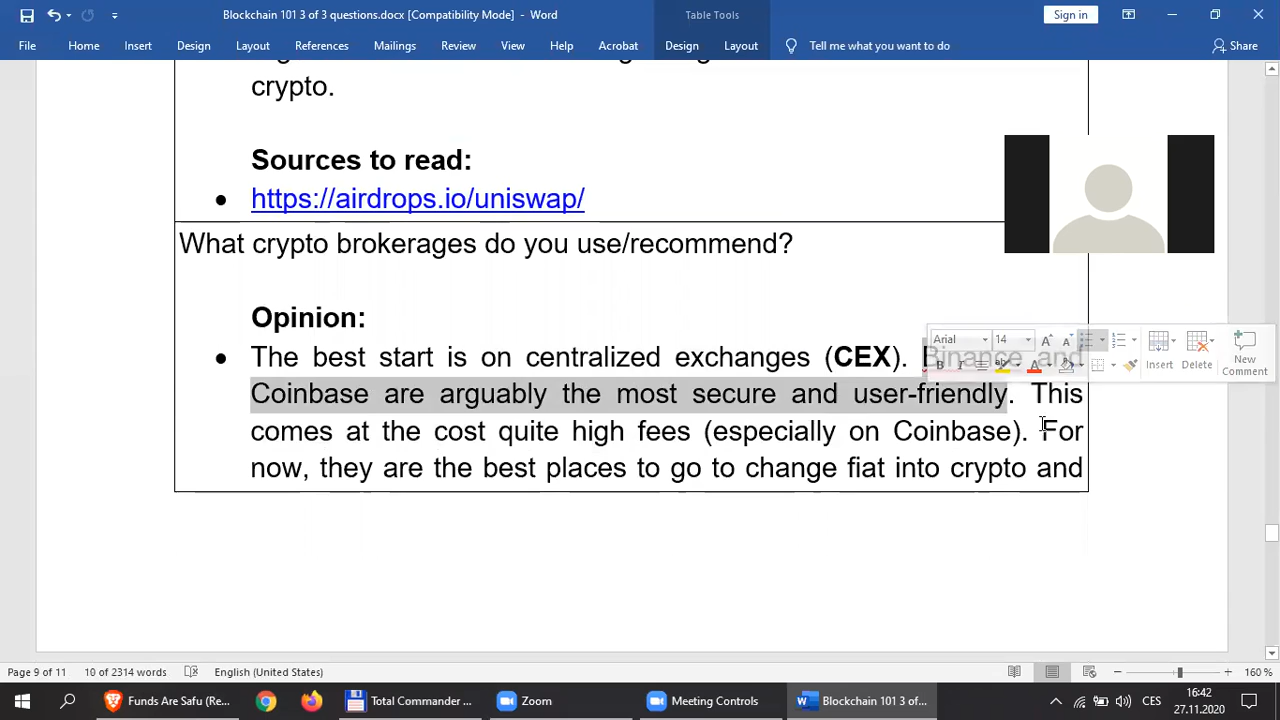 Blockchain 101 3 of 3 questions.docx [Compatibility Mode] - Word
Table Tools
Sign in
File Home Insert Design Layout References Mailings Review View Help Acrobat Design Layout Tell me what you want to do Share
crypto.
Sources to read:
• https://airdrops.io/uniswap/
What crypto brokerages do you use/recommend?
Opinion:
Arial 14
Insert Delete New Comment
• The best start is on centralized exchanges (CEX). Binance and
Coinbase are arguably the most secure and user-friendly. This
comes at the cost quite high fees (especially on Coinbase). For
now, they are the best places to go to change fiat into crypto and
Page 9 of 11 10 of 2314 words English (United States) 160 %
Funds Are Safu (Re... Total Commander ... Zoom Meeting Controls Blockchain 101 3 of... CES 16:42
27.11.2020